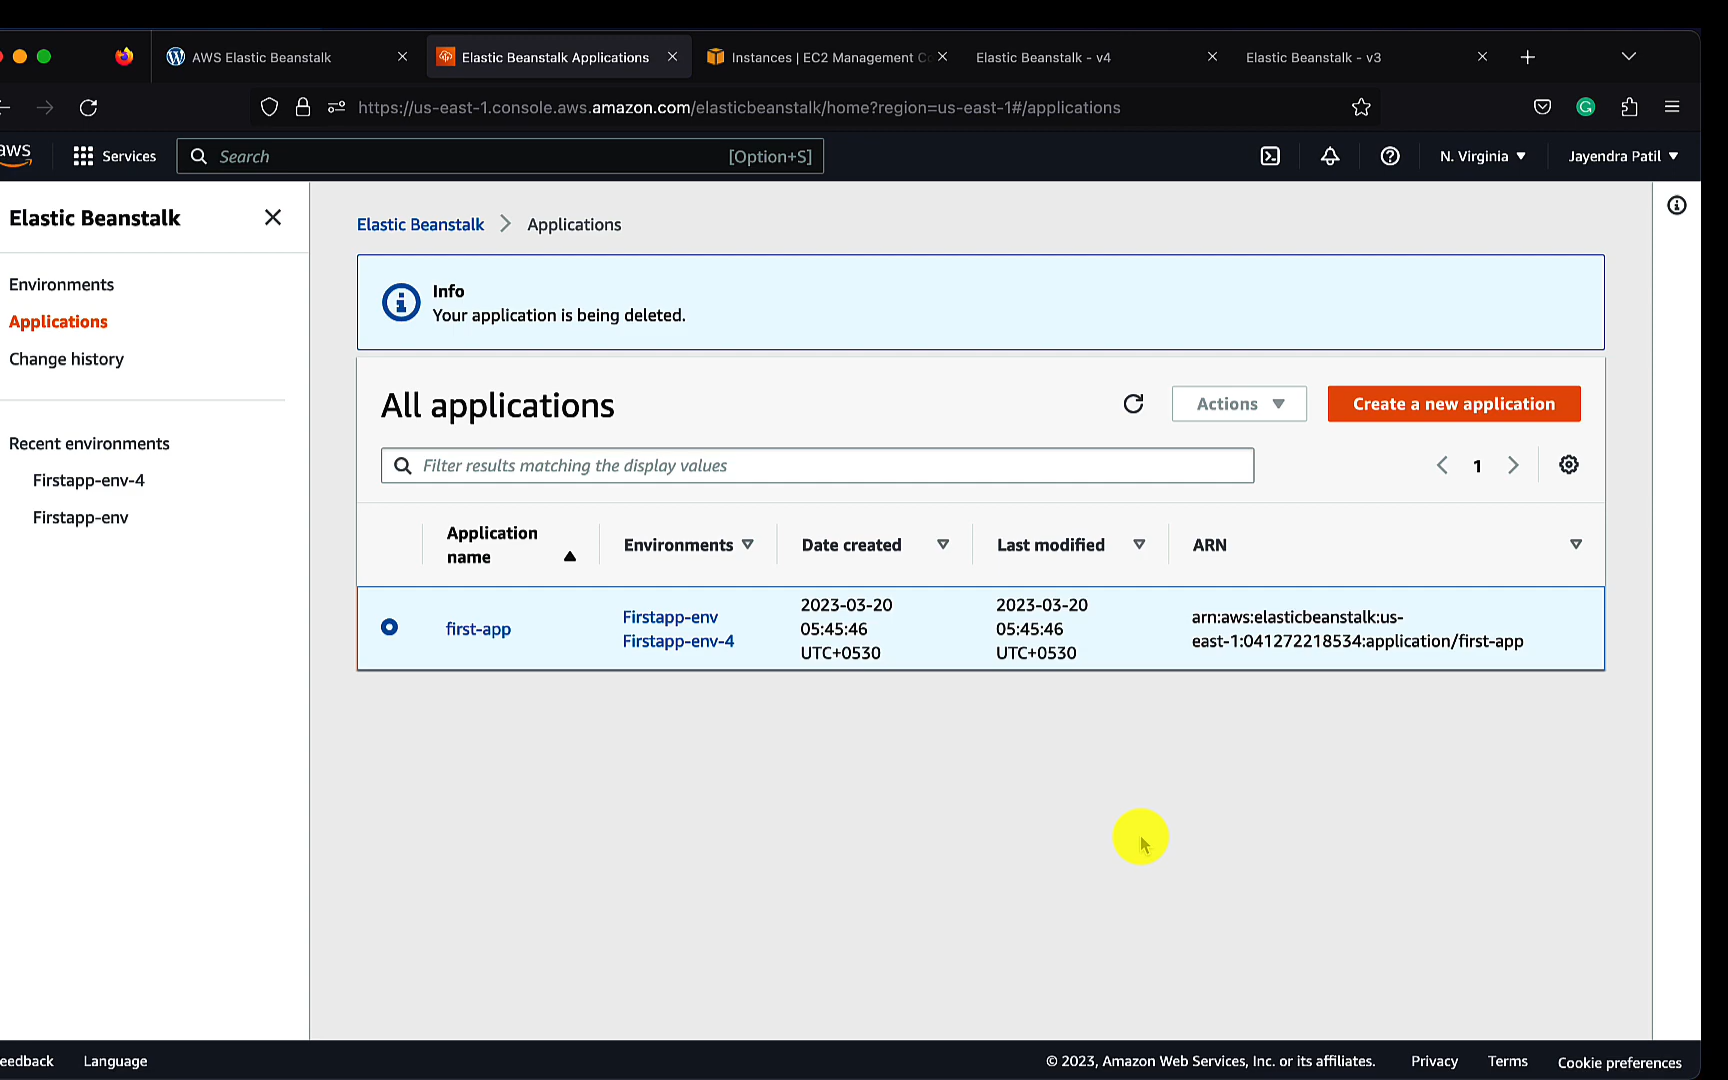 AWS Elastic Beanstalk
Elastic Beanstalk Applications
Instances | EC2 Management Co
Elastic Beanstalk - v4
Elastic Beanstalk - v3
https://us-east-1.console.aws.amazon.com/elasticbeanstalk/home?region=us-east-1#/applications
aws
Services
Search
[Option+S]
N. Virginia
Jayendra Patil
Elastic Beanstalk
Environments
Applications
Change history
Recent environments
Firstapp-env-4
Firstapp-env
Elastic Beanstalk > Applications
Info
Your application is being deleted.
All applications
Actions
Create a new application
Filter results matching the display values
1
Application
name
Environments
Date created
Last modified
ARN
first-app
Firstapp-env
Firstapp-env-4
2023-03-20
05:45:46
UTC+0530
2023-03-20
05:45:46
UTC+0530
arn:aws:elasticbeanstalk:us-
east-1:041272218534:application/first-app
eedback
Language
© 2023, Amazon Web Services, Inc. or its affiliates.
Privacy
Terms
Cookie preferences